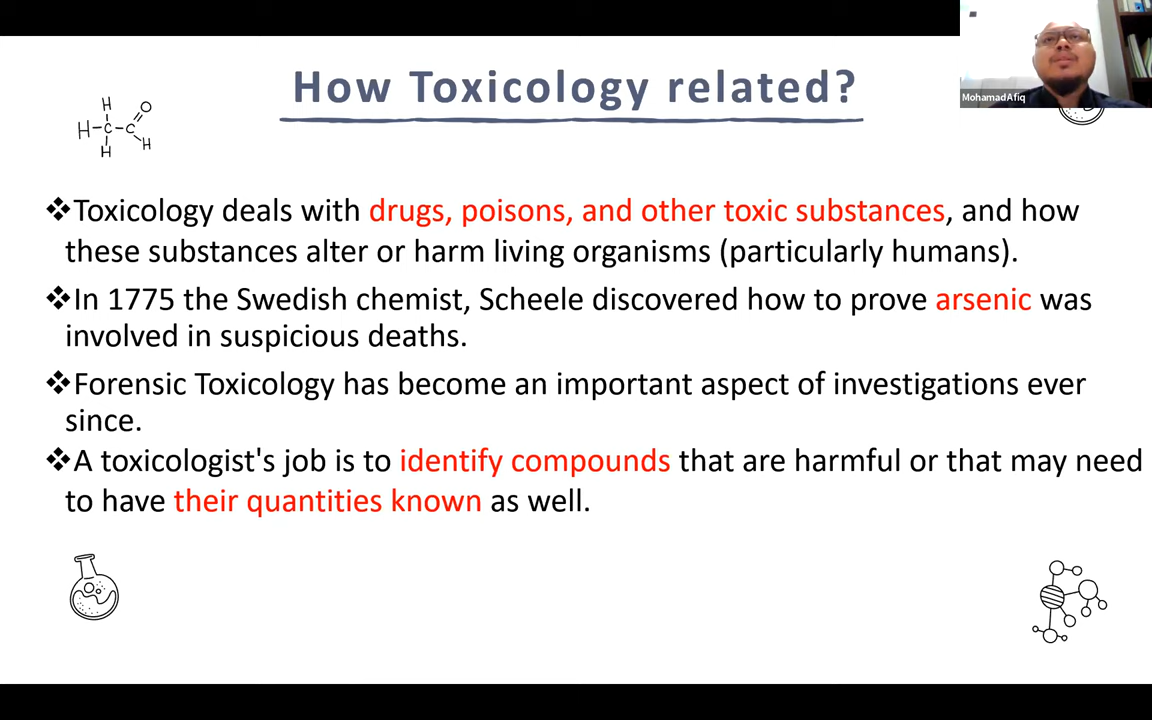 How Toxicology related?
MohamadAfiq
H
O
H-C-C
H
H
❖Toxicology deals with drugs, poisons, and other toxic substances, and how
these substances alter or harm living organisms (particularly humans).
❖In 1775 the Swedish chemist, Scheele discovered how to prove arsenic was
involved in suspicious deaths.
❖Forensic Toxicology has become an important aspect of investigations ever
since.
❖A toxicologist's job is to identify compounds that are harmful or that may need
to have their quantities known as well.